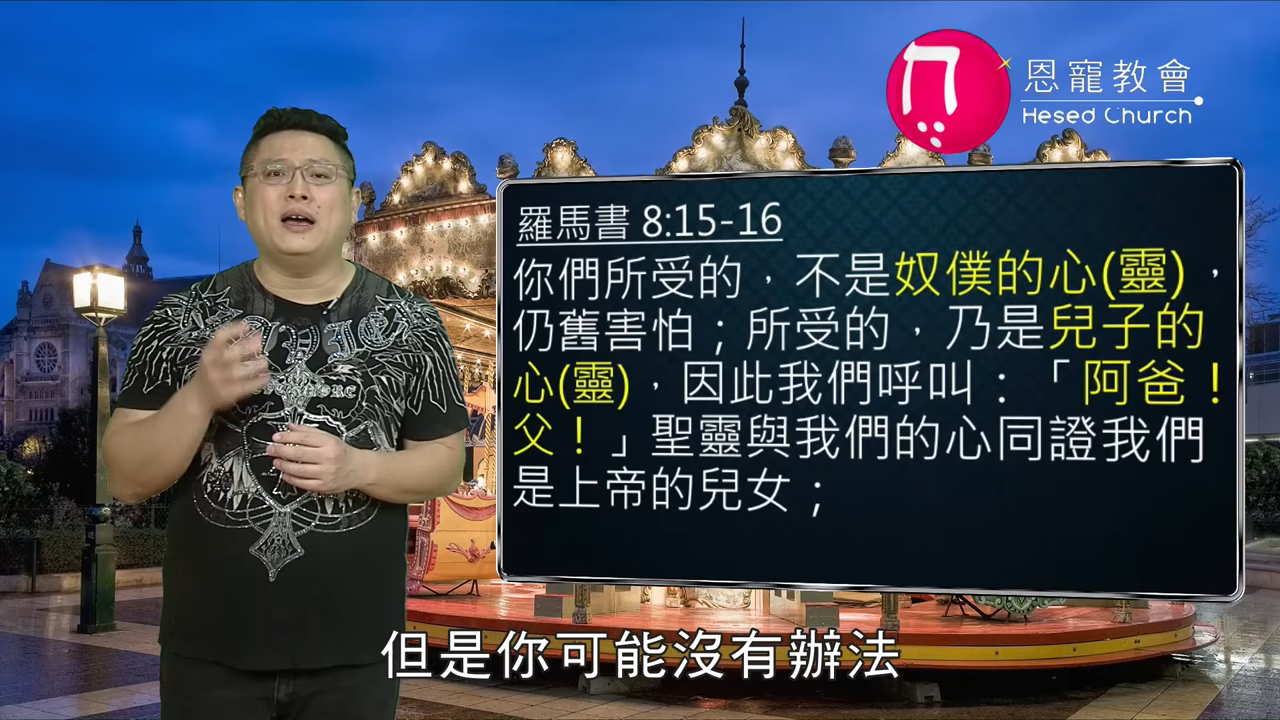 恩寵教會
Hesed Church
羅馬書 8:15-16
你們所受的，不是奴僕的心(靈)，
仍舊害怕；所受的，乃是兒子的
心(靈)，因此我們呼叫：「阿爸！
父！」聖靈與我們的心同證我們
是上帝的兒女；
但是你可能沒有辦法